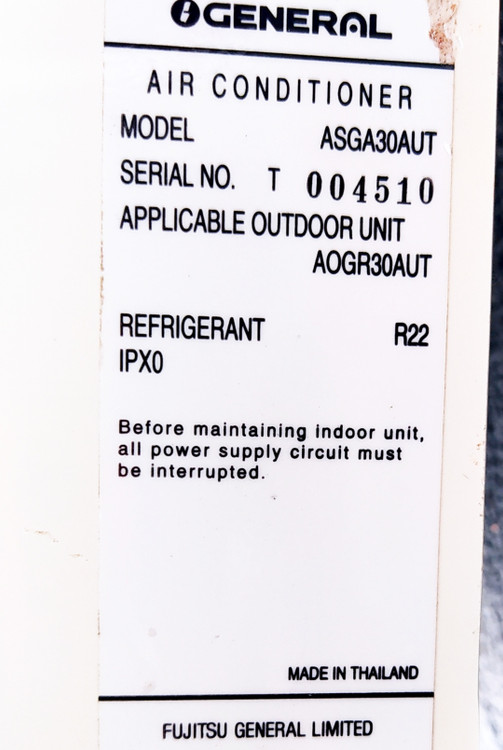 GENERAL
AIR CONDITIONER
MODEL ASGA30AUT
SERIAL NO. T 004510
APPLICABLE OUTDOOR UNIT
AOGR30AUT
REFRIGERANT R22
IPX0
Before maintaining indoor unit,
all power supply circuit must
be interrupted.
MADE IN THAILAND
FUJITSU GENERAL LIMITED